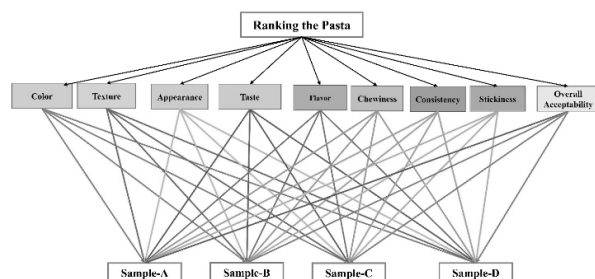 Ranking the Pasta
Color
Texture
Appearance
Taste
Flavor
Chewiness
Consistency
Stickiness
Overall
Acceptability
Sample-A
Sample-B
Sample-C
Sample-D